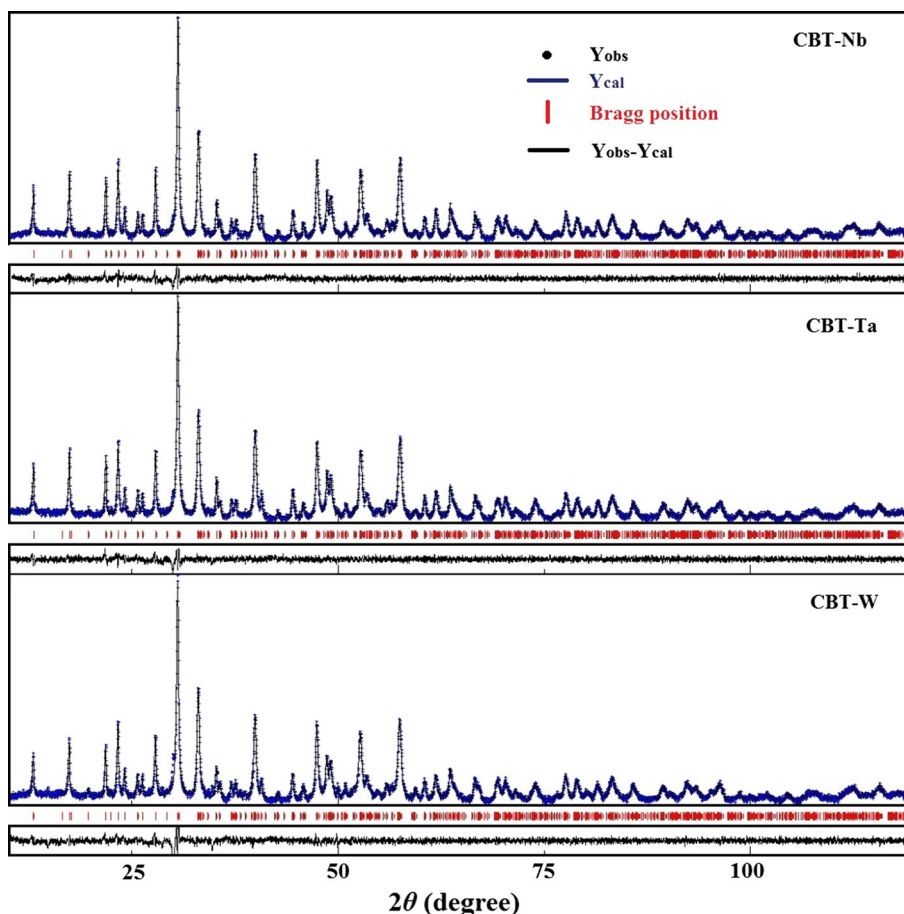 CBT-Nb
Yobs
Ycal
Bragg position
Yobs-Ycal
CBT-Ta
CBT-W
25 50 75 100
2θ (degree)